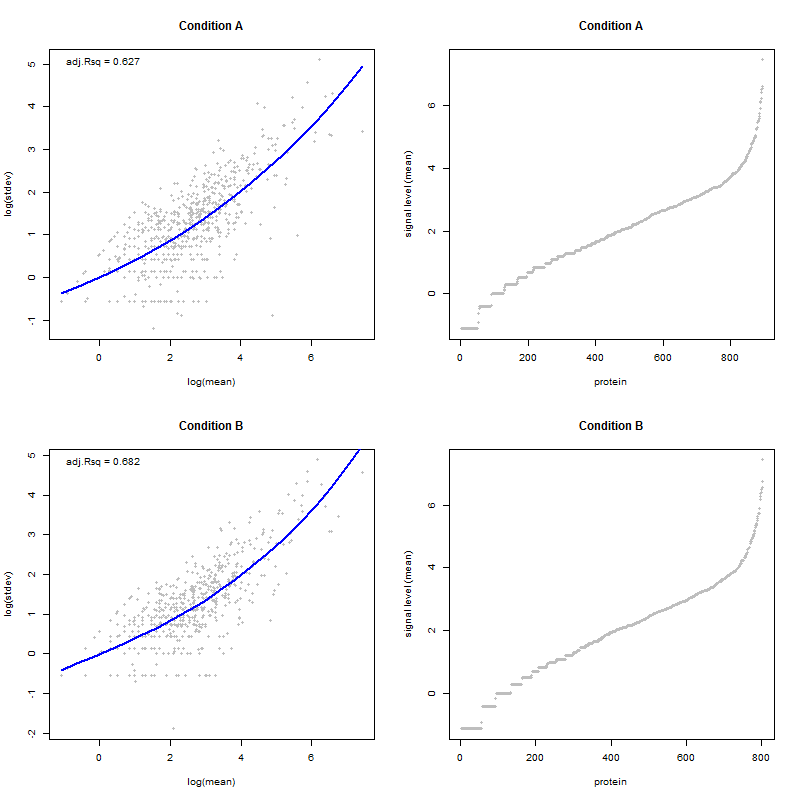 Condition A
adj.Rsq = 0.627
log(stdev)
5
4
3
2
1
0
-1
0 2 4 6
log(mean)
Condition A
signal level (mean)
6
4
2
0
0 200 400 600 800
protein
Condition B
adj.Rsq = 0.682
log(stdev)
5
4
3
2
1
0
-1
-2
0 2 4 6
log(mean)
Condition B
signal level (mean)
6
4
2
0
0 200 400 600 800
protein